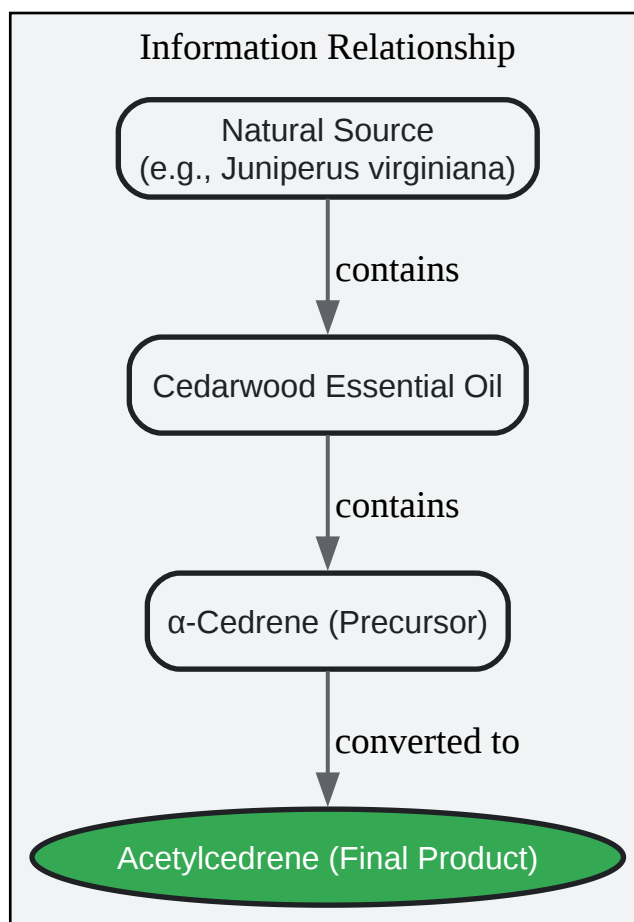 Information Relationship
Natural Source
(e.g., Juniperus virginiana)
contains
Cedarwood Essential Oil
contains
α-Cedrene (Precursor)
converted to
Acetylcedrene (Final Product)